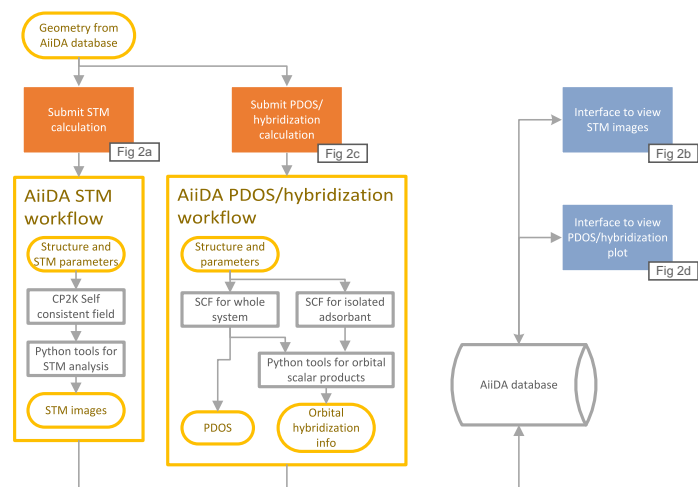 Geometry from
AiiDA database
Submit STM
calculation
Fig 2a
Submit PDOS/
hybridization
calculation
Fig 2c
Interface to view
STM images
Fig 2b
AiiDA STM
workflow
Structure and
STM parameters
CP2K Self
consistent field
Python tools for
STM analysis
STM images
AiiDA PDOS/hybridization
workflow
Structure and
parameters
SCF for whole
system
SCF for isolated
adsorbant
Python tools for orbital
scalar products
PDOS
Orbital
hybridization
info
Interface to view
PDOS/hybridization
plot
Fig 2d
AiiDA database